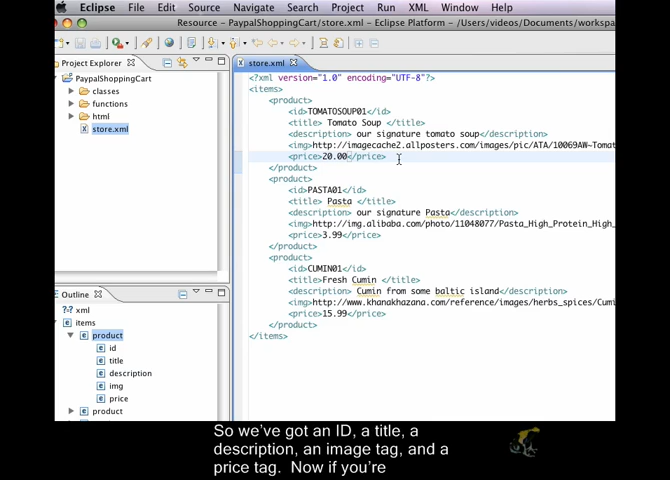 Eclipse File Edit Navigate Search Project Run XML Window Help
Resource - PaypalShoppingCart/store.xml - Eclipse Platform - /Users/videos/Documents/workspa
Project Explorer
PaypalShoppingCart
classes
functions
html
store.xml
Outline
xml
items
product
id
title
description
img
price
product
store.xml
<?xml version="1.0" encoding="UTF-8"?>
<items>
<product>
<id>TOMATOSOUP01</id>
<title> Tomato Soup </title>
<description> our signature tomato soup</description>
<img>http://imagecache2.allposters.com/images/pic/ATA/10069AW~Tomat
<price>20.00</price>
</product>
<product>
<id>PASTA01</id>
<title> Pasta </title>
<description> our signature Pasta</description>
<img>http://img.alibaba.com/photo/11048077/Pasta_High_Protein_High_
<price>3.99</price>
</product>
<product>
<id>CUMIN01</id>
<title>Fresh Cumin </title>
<description> Cumin from some baltic island</description>
<img>http://www.khanakhazana.com/reference/images/herbs_spices/Cumi
<price>15.99</price>
</product>
</items>
So we've got an ID, a title, a
description, an image tag, and a
price tag. Now if you're